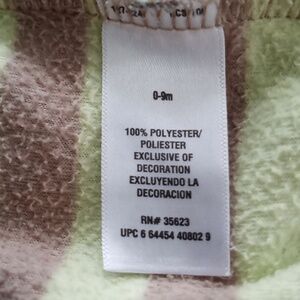 0-9m
100% POLYESTER/
POLIESTER
EXCLUSIVE OF
DECORATION
EXCLUYENDO LA
DECORACION
RN# 35623
UPC 6 64454 40802 9